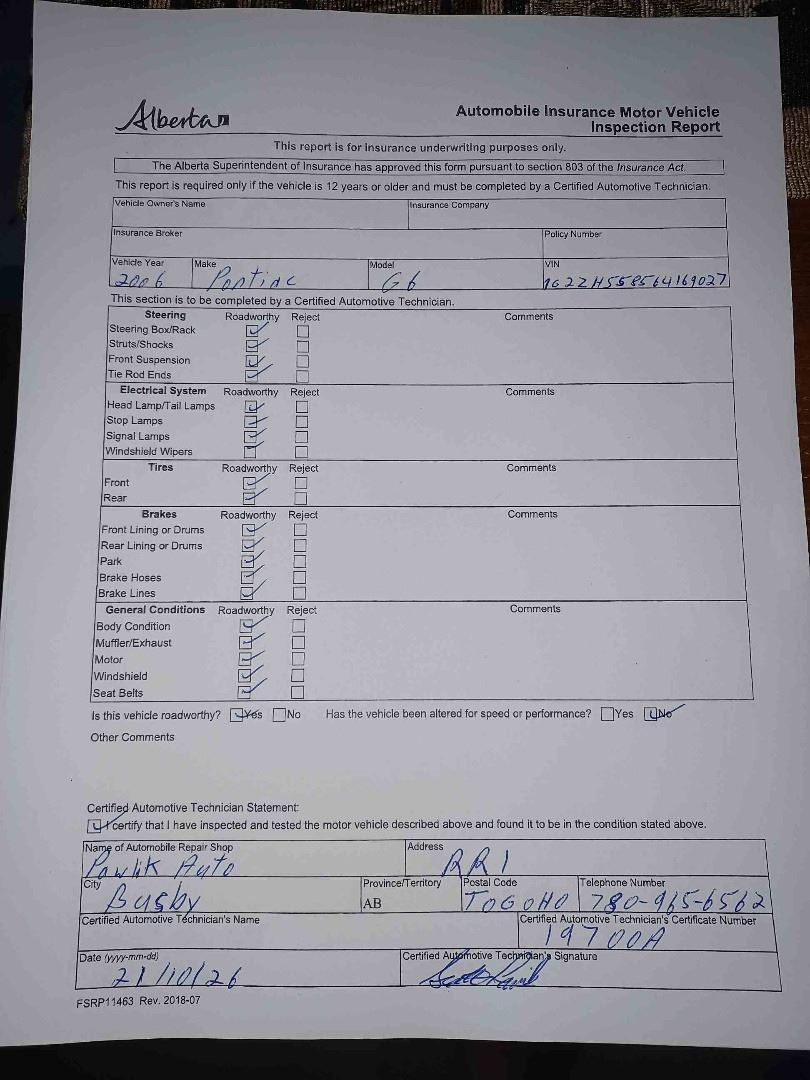 Alberta
Automobile Insurance Motor Vehicle
Inspection Report
This report is for insurance underwriting purposes only.
The Alberta Superintendent of Insurance has approved this form pursuant to section 803 of the Insurance Act.
This report is required only if the vehicle is 12 years or older and must be completed by a Certified Automotive Technician.
Vehicle Owner's Name Insurance Company
Insurance Broker Policy Number
Vehicle Year Make Model VIN
2006 Pontiac G6 1G2ZH558564169027
This section is to be completed by a Certified Automotive Technician.
Steering Roadworthy Reject Comments
Steering Box/Rack
Struts/Shocks
Front Suspension
Tie Rod Ends
Electrical System Roadworthy Reject Comments
Head Lamp/Tail Lamps
Stop Lamps
Signal Lamps
Windshield Wipers
Tires Roadworthy Reject Comments
Front
Rear
Brakes Roadworthy Reject Comments
Front Lining or Drums
Rear Lining or Drums
Park
Brake Hoses
Brake Lines
General Conditions Roadworthy Reject Comments
Body Condition
Muffler/Exhaust
Motor
Windshield
Seat Belts
Is this vehicle roadworthy? Yes No Has the vehicle been altered for speed or performance? Yes No
Other Comments
Certified Automotive Technician Statement:
I certify that I have inspected and tested the motor vehicle described above and found it to be in the condition stated above.
Name of Automobile Repair Shop Address
Pawlik Auto RR1
City Province/Territory Postal Code Telephone Number
Busby AB T0G0H0 780-965-6562
Certified Automotive Technician's Name Certified Automotive Technician's Certificate Number
19700A
Date (yyyy-mm-dd) Certified Automotive Technician's Signature
21/10/26
FSRP11463 Rev. 2018-07